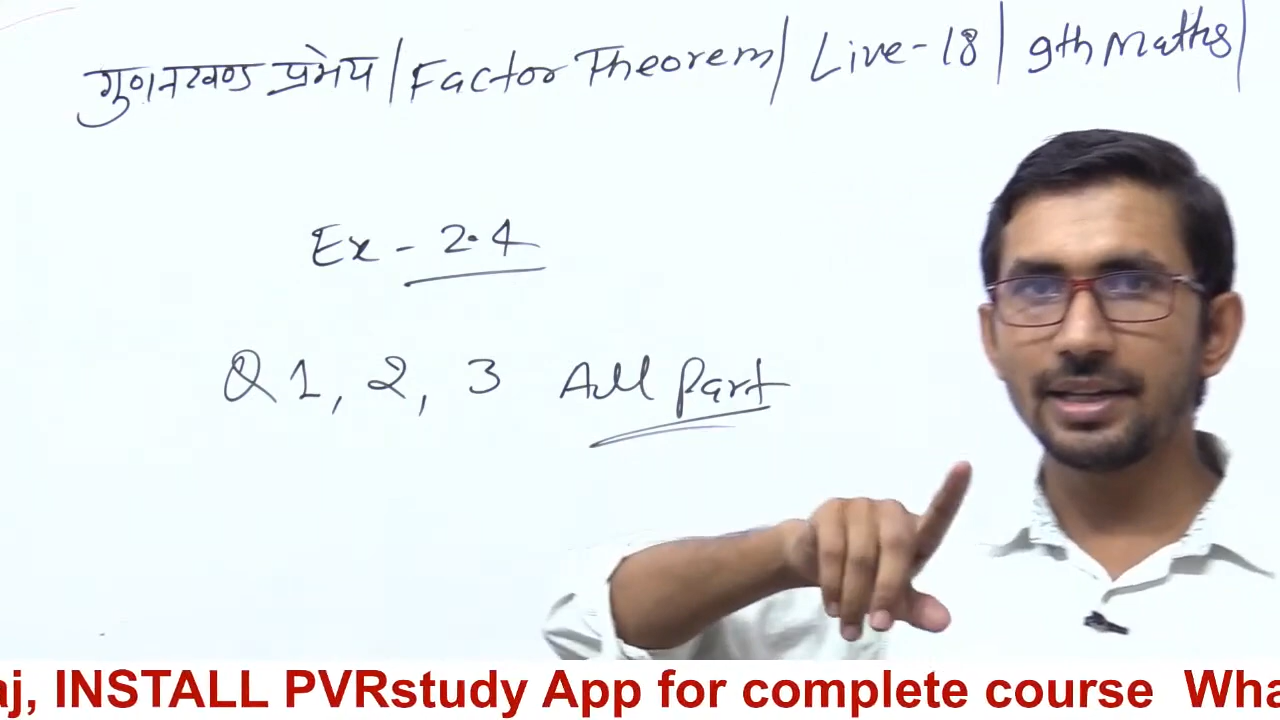 गुणनखण्ड प्रमेय | Factor Theorem | Live-18 | 9th Maths |
Ex - 2.4
Q 1, 2, 3 All Part
aj, INSTALL PVRstudy App for complete course Wha